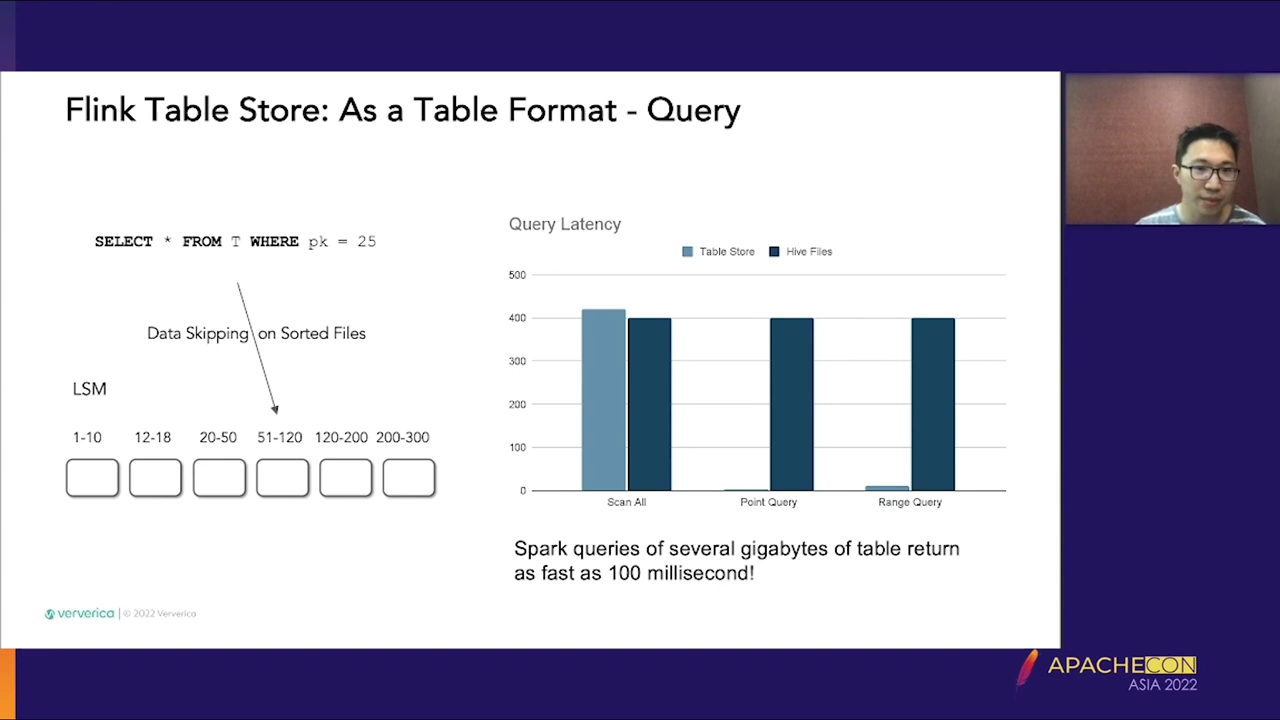 Flink Table Store: As a Table Format - Query
SELECT * FROM T WHERE pk = 25
Data Skipping on Sorted Files
LSM
1-10 12-18 20-50 51-120 120-200 200-300
Query Latency
Table Store Hive Files
500
400
300
200
100
0
Scan All Point Query Range Query
Spark queries of several gigabytes of table return
as fast as 100 millisecond!
ververica | © 2022 Ververica
APACHECON
ASIA 2022